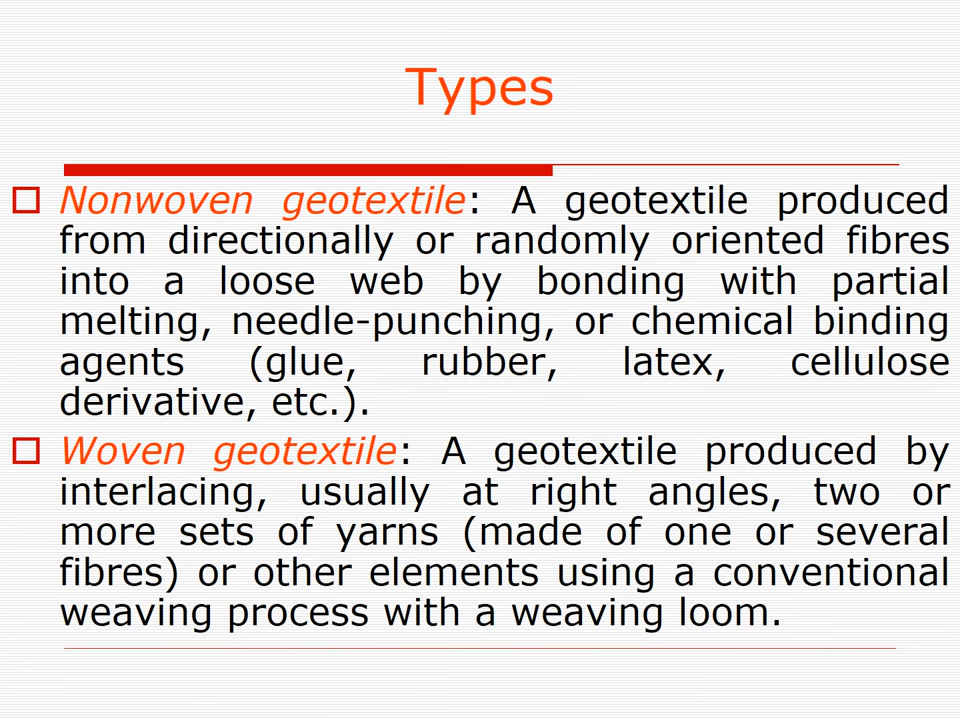 Types
Nonwoven geotextile: A geotextile produced
from directionally or randomly oriented fibres
into a loose web by bonding with partial
melting, needle-punching, or chemical binding
agents (glue, rubber, latex, cellulose
derivative, etc.).
Woven geotextile: A geotextile produced by
interlacing, usually at right angles, two or
more sets of yarns (made of one or several
fibres) or other elements using a conventional
weaving process with a weaving loom.